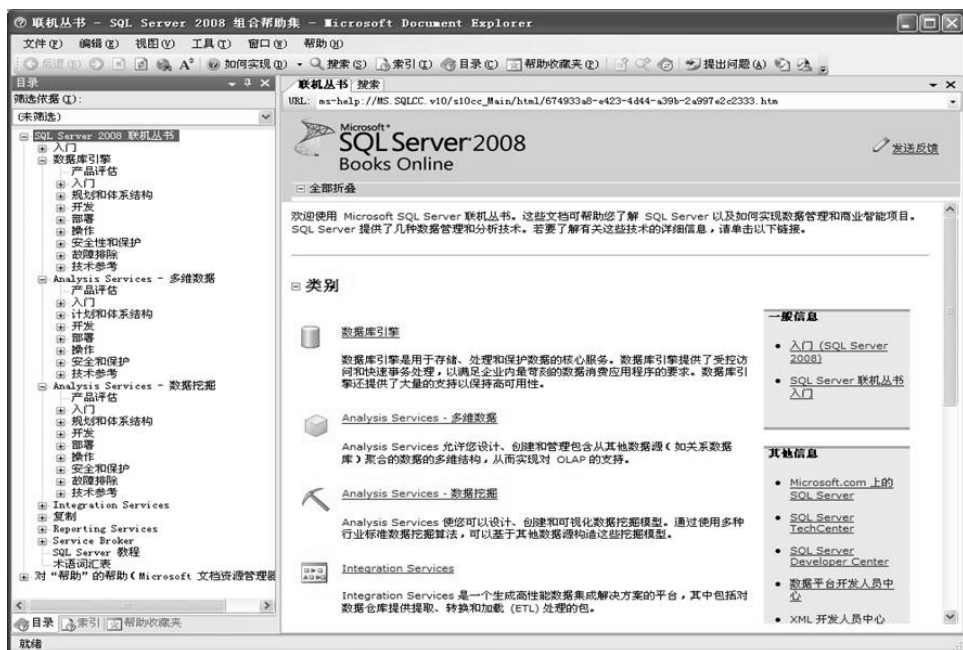 联机丛书 - SQL Server 2008 组合帮助集 - Microsoft Document Explorer
文件(F) 编辑(E) 视图(V) 工具(T) 窗口(W) 帮助(H)
后退(B) 如何实现(O) 搜索(S) 索引(I) 目录(C) 帮助收藏夹(F) 提出问题(A)
目录
筛选依据(I):
(未筛选)
SQL Server 2008 联机丛书
入门
数据库引擎
产品评估
入门
规划和体系结构
开发
部署
操作
安全性和保护
故障排除
技术参考
Analysis Services - 多维数据
产品评估
入门
计划和体系结构
开发
部署
操作
安全和保护
技术参考
Analysis Services - 数据挖掘
产品评估
入门
规划和体系结构
开发
部署
操作
安全和保护
故障排除
技术参考
Integration Services
复制
Reporting Services
Service Broker
SQL Server 教程
术语词汇表
对“帮助”的帮助(Microsoft 文档资源管理器
目录 索引 帮助收藏夹
就绪
联机丛书 搜索
URL: ms-help://MS.SQLCC.v10/s10cc_Main/html/674933a8-e423-4d44-a39b-2a997e2c2333.htm
Microsoft
SQL Server 2008
Books Online
发送反馈
全部折叠
欢迎使用 Microsoft SQL Server 联机丛书。这些文档可帮助您了解 SQL Server 以及如何实现数据管理和商业智能项目。
SQL Server 提供了几种数据管理和分析技术。若要了解有关这些技术的详细信息，请单击以下链接。
类别
数据库引擎
数据库引擎是用于存储、处理和保护数据的核心服务。数据库引擎提供了受控访
问和快速事务处理，以满足企业内最苛刻的数据消费应用程序的要求。数据库引
擎还提供了大量的支持以保持高可用性。
Analysis Services - 多维数据
Analysis Services 允许您设计、创建和管理包含从其他数据源(如关系数据
库)聚合的数据的多维结构，从而实现对 OLAP 的支持。
Analysis Services - 数据挖掘
Analysis Services 使您可以设计、创建和可视化数据挖掘模型。通过使用多种
行业标准数据挖掘算法，可以基于其他数据源构造这些挖掘模型。
Integration Services
Integration Services 是一个生成高性能数据集成解决方案的平台，其中包括对
数据仓库提供提取、转换和加载 (ETL) 处理的包。
一般信息
入门 (SQL Server
2008)
SQL Server 联机丛书
入门
其他信息
Microsoft.com 上的
SQL Server
SQL Server
TechCenter
SQL Server
Developer Center
数据平台开发人员中
心
XML 开发人员中心